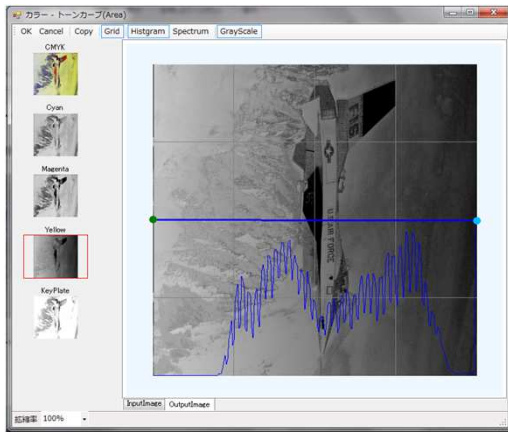 カラー - トーンカーブ(Area)
OK Cancel Copy Grid Histgram Spectrum GrayScale
CMYK
Cyan
Magenta
Yellow
KeyPlate
F16
U.S. AIR FORCE
InputImage OutputImage
拡縮率 100%